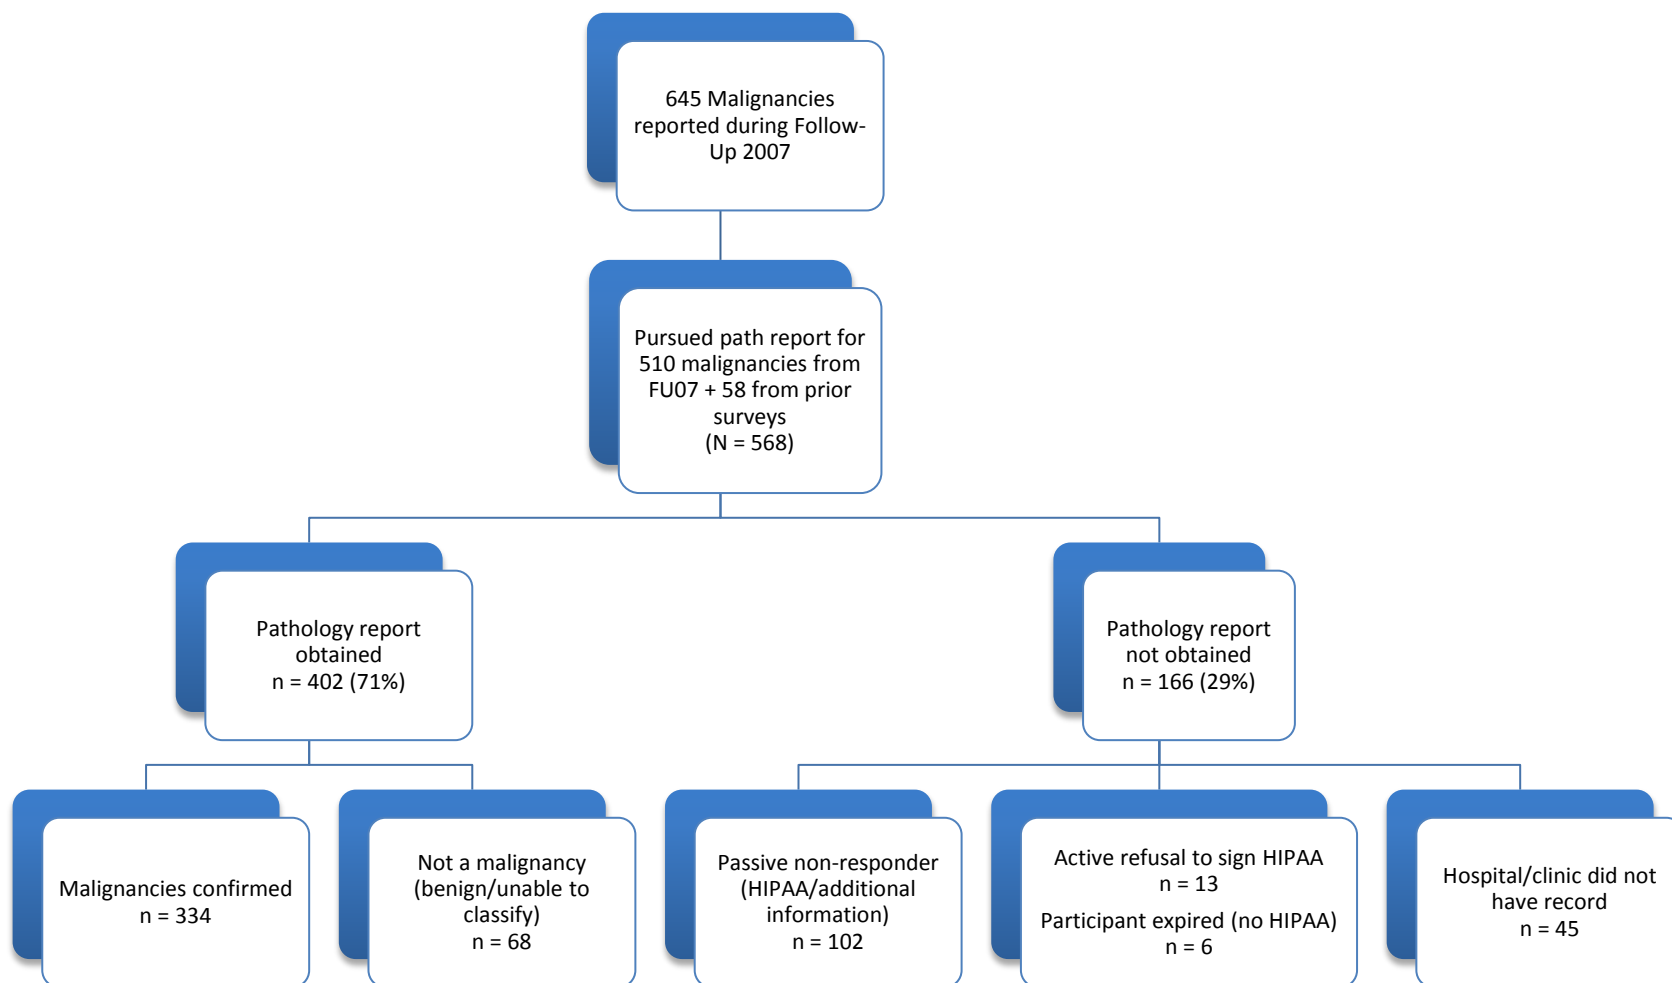 645 Malignancies
reported during Follow-
Up 2007
Pursued path report for
510 malignancies from
FU07 + 58 from prior
surveys
(N = 568)
Pathology report
obtained
n = 402 (71%)
Pathology report
not obtained
n = 166 (29%)
Malignancies confirmed
n = 334
Not a malignancy
(benign/unable to
classify)
n = 68
Passive non-responder
(HIPAA/additional
information)
n = 102
Active refusal to sign HIPAA
n = 13
Participant expired (no HIPAA)
n = 6
Hospital/clinic did not
have record
n = 45